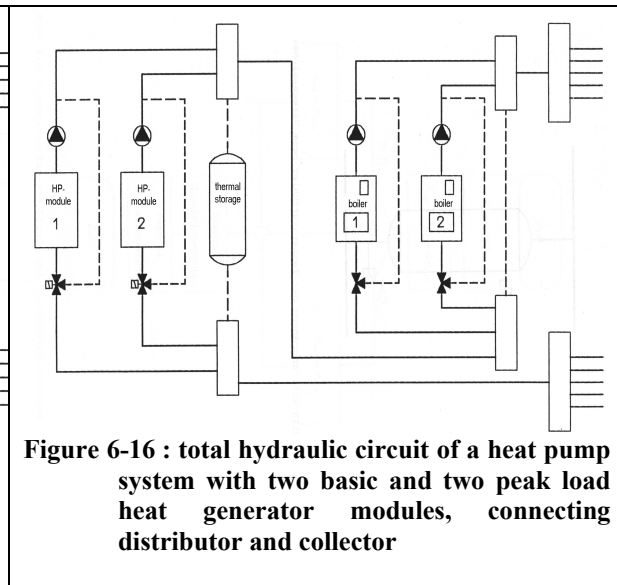 HP-
module
1
HP-
module
2
thermal
storage
boiler
1
boiler
2
Figure 6-16 : total hydraulic circuit of a heat pump
system with two basic and two peak load
heat generator modules, connecting
distributor and collector